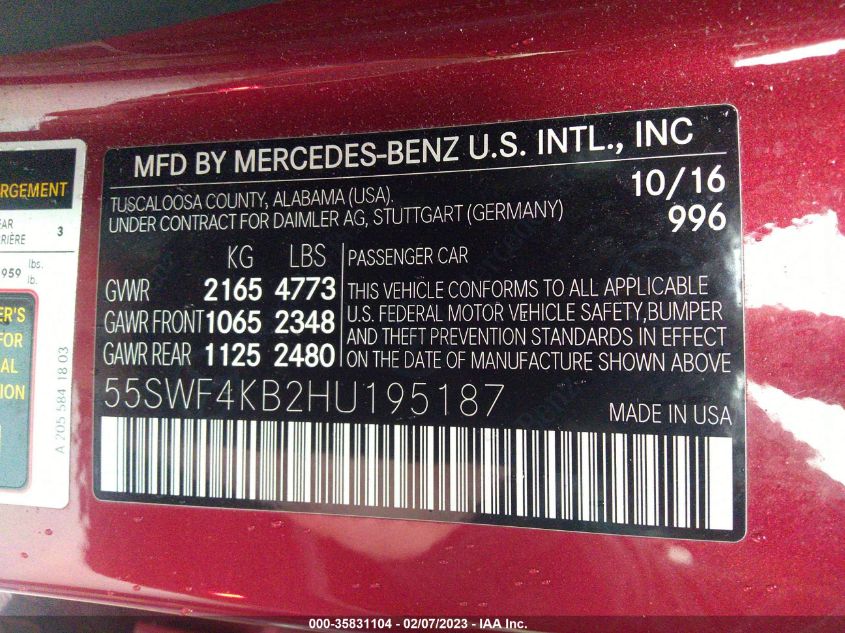 MFD BY MERCEDES-BENZ U.S. INTL., INC
TUSCALOOSA COUNTY, ALABAMA (USA).
UNDER CONTRACT FOR DAIMLER AG, STUTTGART (GERMANY)
10/16
996
KG LBS
GVWR 2165 4773
GAWR FRONT 1065 2348
GAWR REAR 1125 2480
PASSENGER CAR
THIS VEHICLE CONFORMS TO ALL APPLICABLE
U.S. FEDERAL MOTOR VEHICLE SAFETY, BUMPER
AND THEFT PREVENTION STANDARDS IN EFFECT
ON THE DATE OF MANUFACTURE SHOWN ABOVE
55SWF4KB2HU195187
MADE IN USA
3
959 lbs.
lb.
FOR
A 205 584 18 03
000-35831104 - 02/07/2023 - IAA Inc.